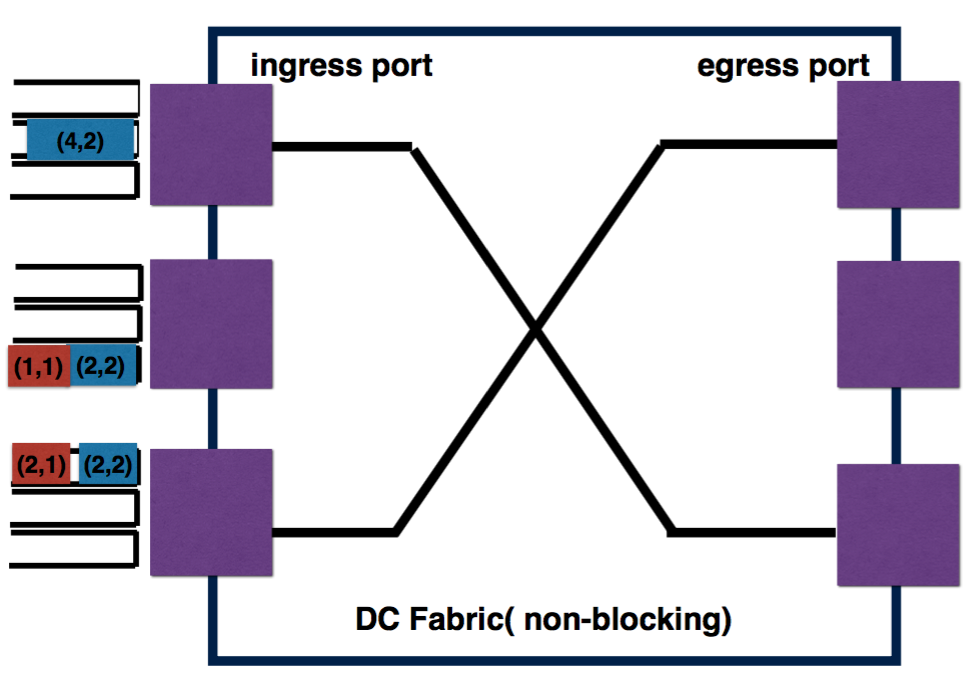 ingress port
egress port
(4,2)
(1,1) (2,2)
(2,1) (2,2)
DC Fabric( non-blocking)